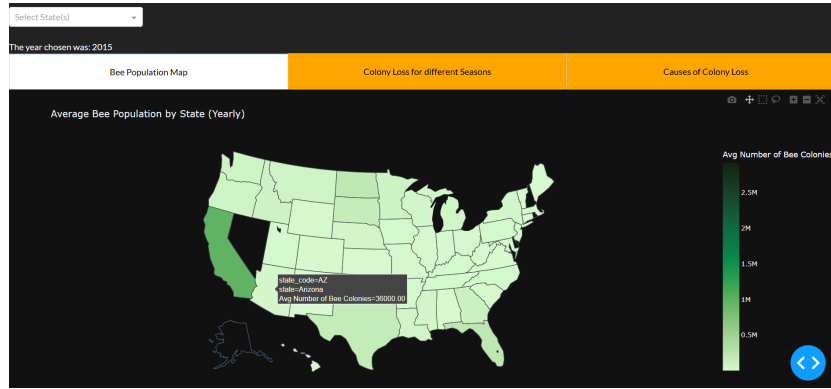 Select State(s)
The year chosen was: 2015
Bee Population Map
Colony Loss for different Seasons
Causes of Colony Loss
Average Bee Population by State (Yearly)
Avg Number of Bee Colonies
2.5M
2M
1.5M
1M
0.5M
state_code=AZ
state=Arizona
Avg Number of Bee Colonies=36000.00